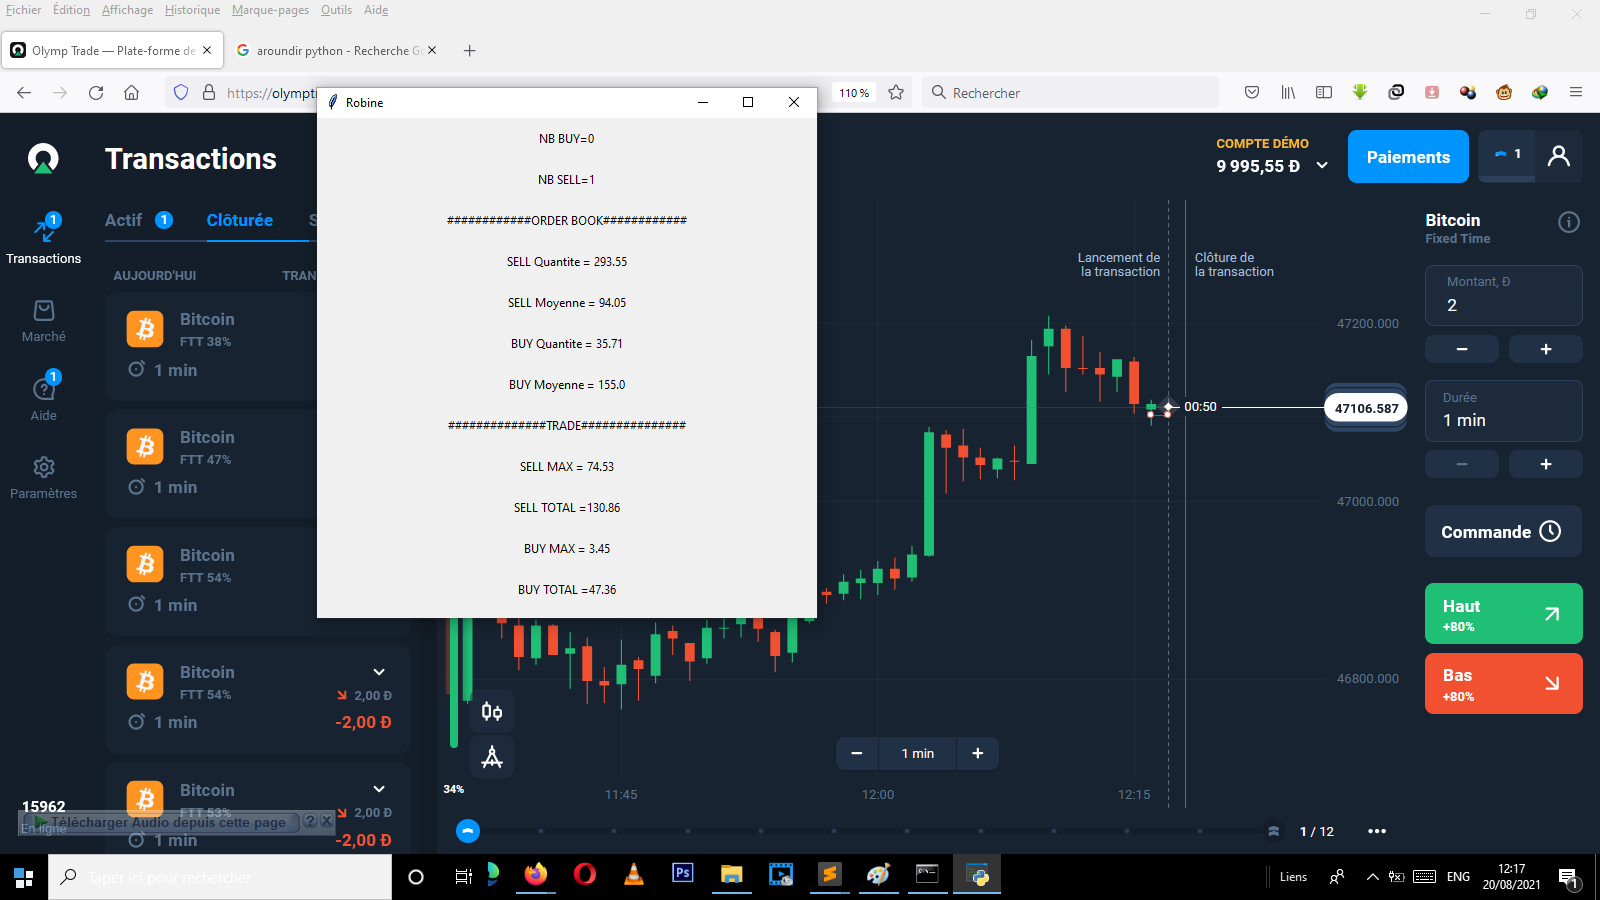 Fichier Édition Affichage Historique Marque-pages Outils Aide
Olymp Trade — Plate-forme de
aroundir python - Recherche Go
https://olympt
110 %
Rechercher
Robine
NB BUY=0
NB SELL=1
############ORDER BOOK############
SELL Quantite = 293.55
SELL Moyenne = 94.05
BUY Quantite = 35.71
BUY Moyenne = 155.0
##############TRADE###############
SELL MAX = 74.53
SELL TOTAL =130.86
BUY MAX = 3.45
BUY TOTAL =47.36
Transactions
Actif 1 Clôturée S
AUJOURD'HUI TRAN
Bitcoin
FTT 38%
1 min
Bitcoin
FTT 47%
1 min
Bitcoin
FTT 54%
1 min
Bitcoin
FTT 54% 2,00 Đ
1 min -2,00 Đ
Bitcoin
FTT 53% 2,00 Đ
1 min -2,00 Đ
1
Transactions
Marché
1
Aide
Paramètres
15962
En ligne
Télécharger Audio depuis cette page
COMPTE DÉMO
9 995,55 Đ
Paiements
1
Lancement de
la transaction
Clôture de
la transaction
47200.000
00:50
47106.587
47000.000
46800.000
34%
1 min
11:45 12:00 12:15
1 / 12
Bitcoin
Fixed Time
Montant, Đ
2
Durée
1 min
Commande
Haut
+80%
Bas
+80%
Taper ici pour rechercher
Ps
Liens
ENG
12:17
20/08/2021
1